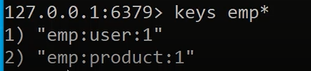 127.0.0.1:6379> keys emp*
1) "emp:user:1"
2) "emp:product:1"